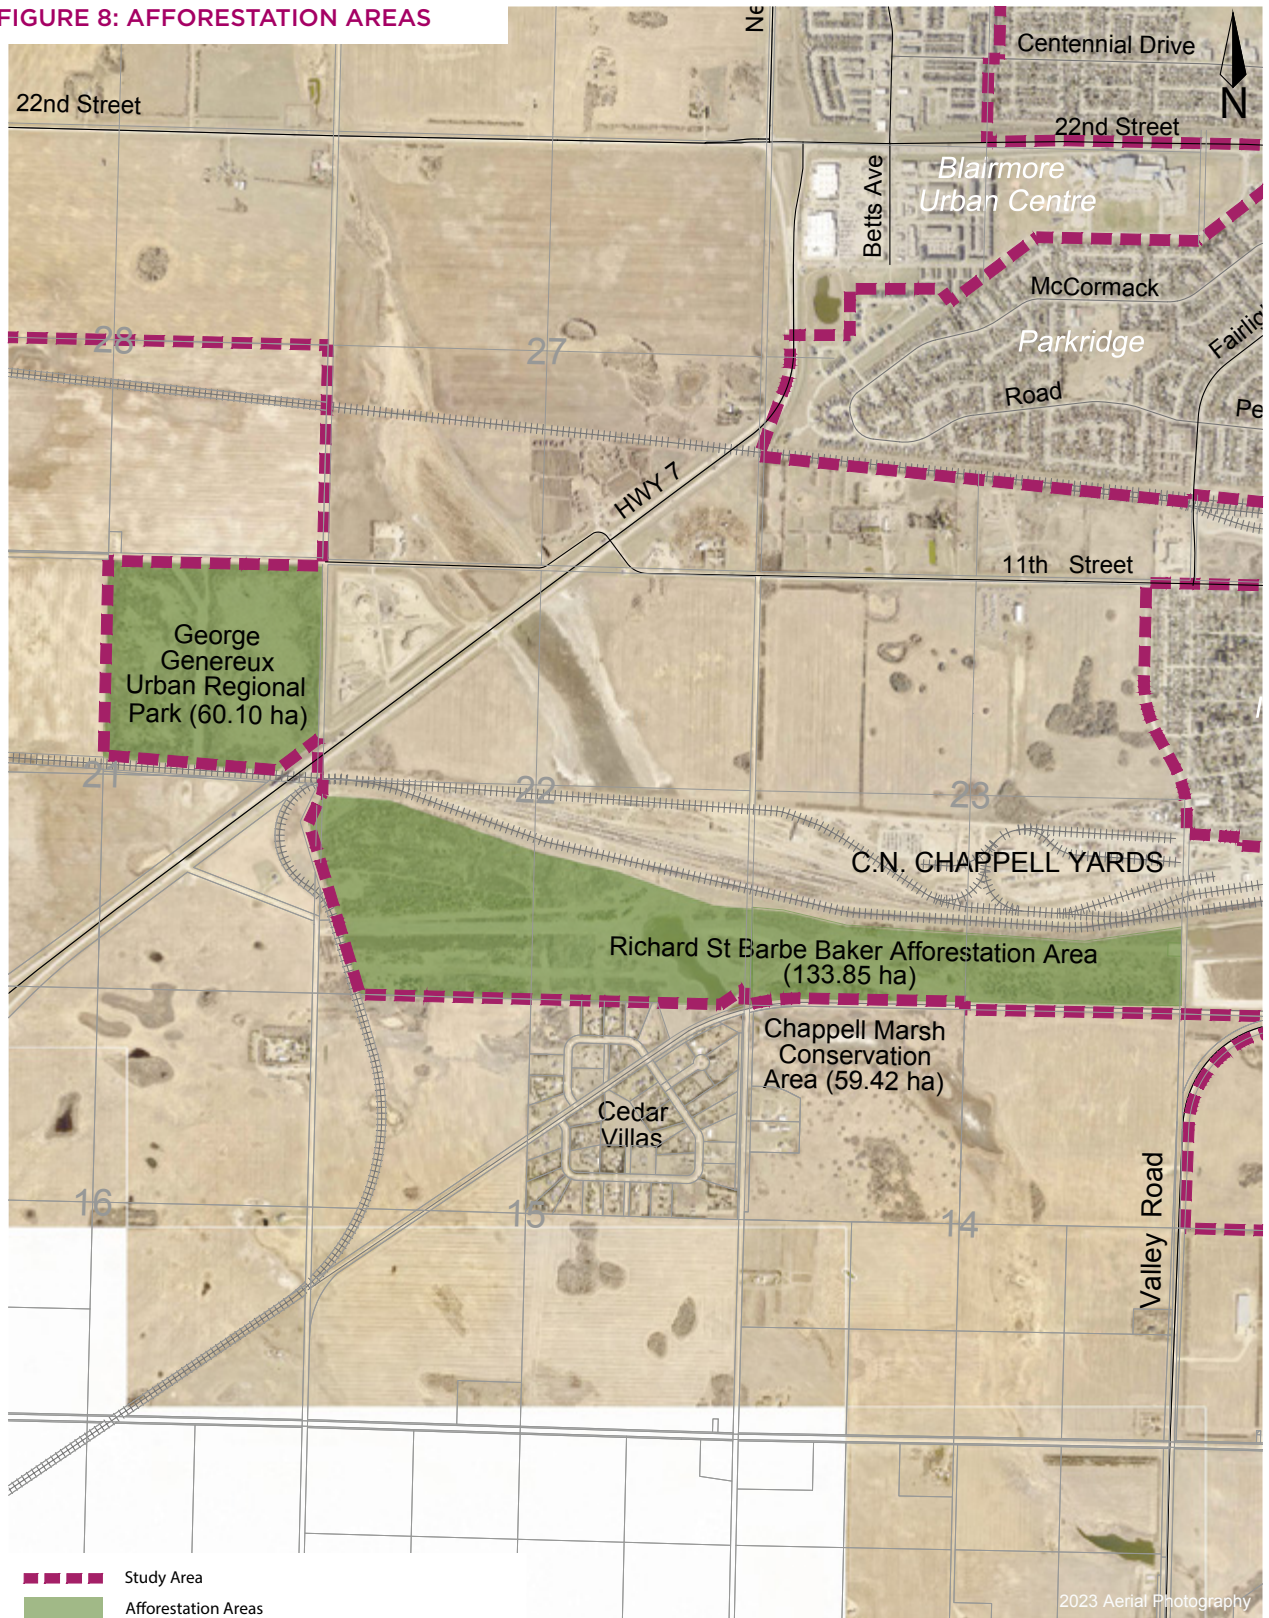 FIGURE 8: AFFORESTATION AREAS
Ne
Centennial Drive
N
22nd Street
22nd Street
Betts Ave
Blairmore
Urban Centre
McCormack
28
27
Parkridge
Fairlig
Road
Pe
HWY 7
11th Street
George
Genereux
Urban Regional
Park (60.10 ha)
21
22
23
C.N. CHAPPELL YARDS
Richard St Barbe Baker Afforestation Area
(133.85 ha)
Chappell Marsh
Conservation
Area (59.42 ha)
Cedar
Villas
16
15
14
Valley Road
Study Area
Afforestation Areas
2023 Aerial Photography